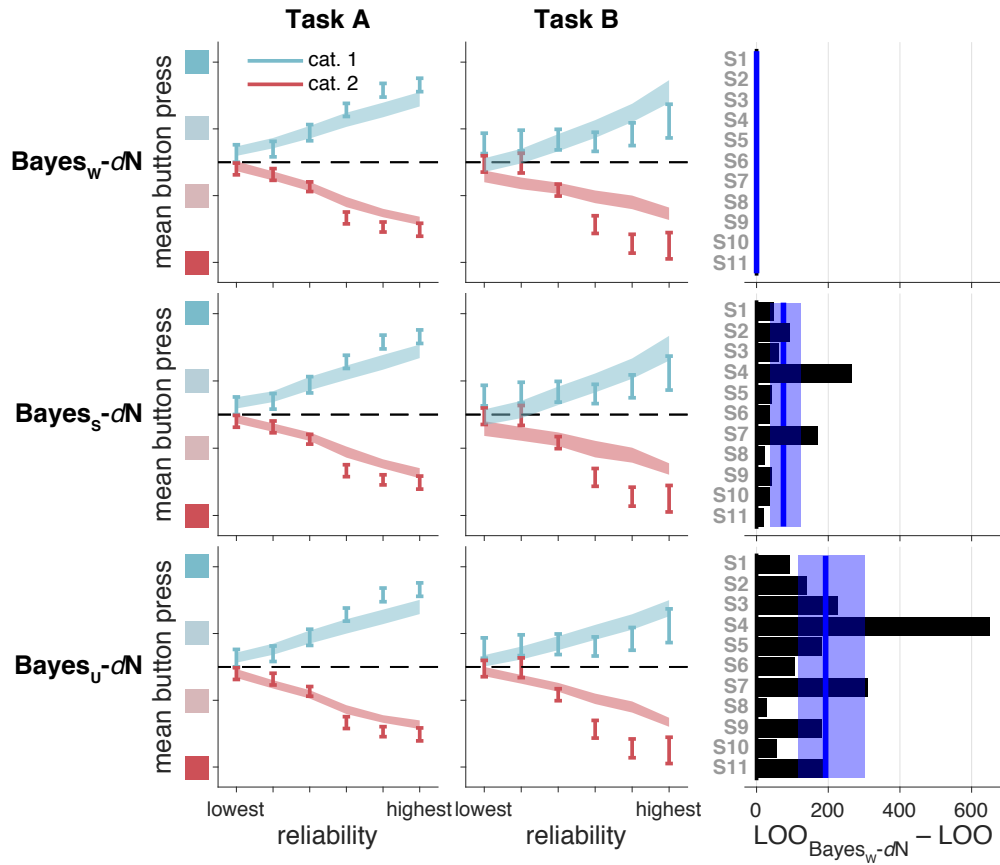 Task A
Task B
cat. 1
cat. 2
mean button press
Bayes_W-dN
S1
S2
S3
S4
S5
S6
S7
S8
S9
S10
S11
mean button press
Bayes_S-dN
S1
S2
S3
S4
S5
S6
S7
S8
S9
S10
S11
mean button press
Bayes_U-dN
S1
S2
S3
S4
S5
S6
S7
S8
S9
S10
S11
lowest
highest
lowest
highest
0
200
400
600
reliability
reliability
LOO_Bayes_W-dN – LOO